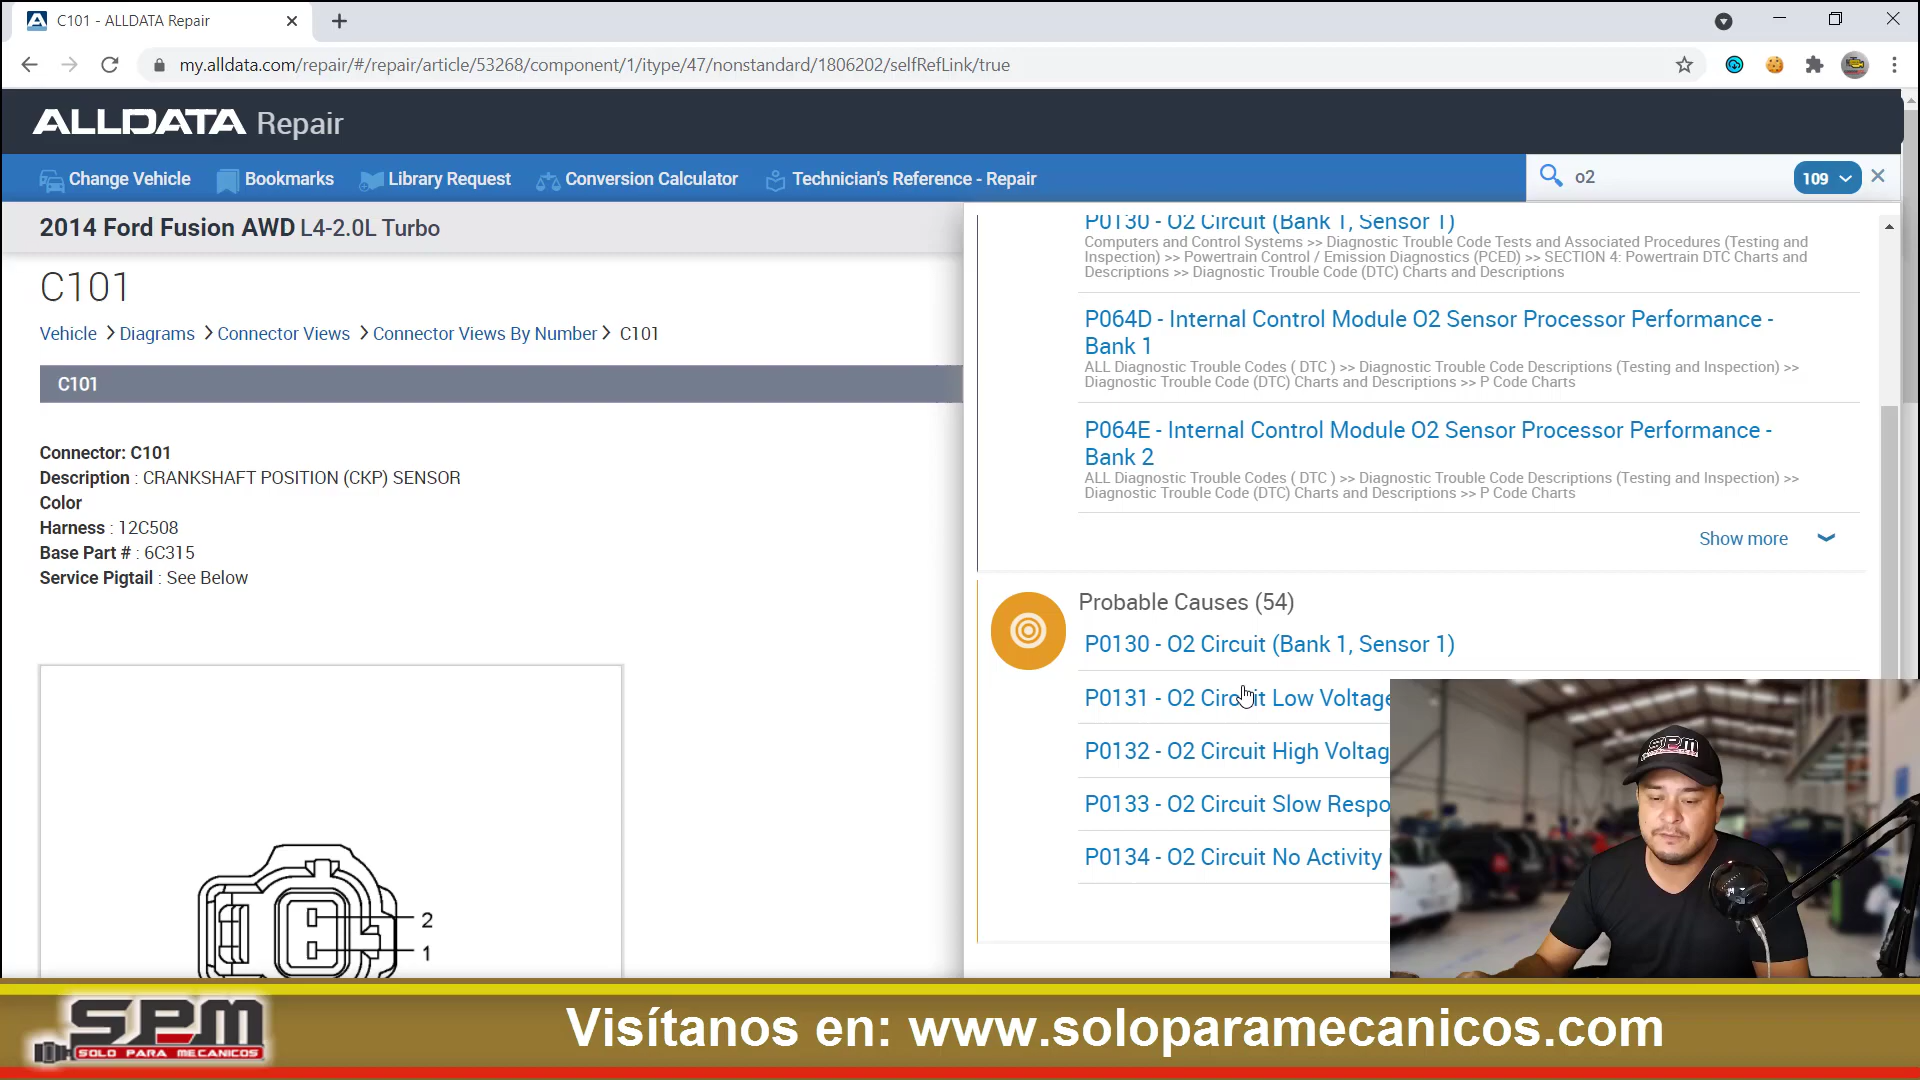 C101 - ALLDATA Repair
my.alldata.com/repair/#/repair/article/53268/component/1/itype/47/nonstandard/1806202/selfRefLink/true
ALLDATA Repair
Change Vehicle
Bookmarks
Library Request
Conversion Calculator
Technician's Reference - Repair
o2
109
2014 Ford Fusion AWD L4-2.0L Turbo
C101
Vehicle
Diagrams
Connector Views
Connector Views By Number
C101
C101
Connector: C101
Description : CRANKSHAFT POSITION (CKP) SENSOR
Color
Harness : 12C508
Base Part # : 6C315
Service Pigtail : See Below
2
1
P0130 - O2 Circuit (Bank 1, Sensor 1)
Computers and Control Systems >> Diagnostic Trouble Code Tests and Associated Procedures (Testing and
Inspection) >> Powertrain Control / Emission Diagnostics (PCED) >> SECTION 4: Powertrain DTC Charts and
Descriptions >> Diagnostic Trouble Code (DTC) Charts and Descriptions
P064D - Internal Control Module O2 Sensor Processor Performance -
Bank 1
ALL Diagnostic Trouble Codes ( DTC ) >> Diagnostic Trouble Code Descriptions (Testing and Inspection) >>
Diagnostic Trouble Code (DTC) Charts and Descriptions >> P Code Charts
P064E - Internal Control Module O2 Sensor Processor Performance -
Bank 2
ALL Diagnostic Trouble Codes ( DTC ) >> Diagnostic Trouble Code Descriptions (Testing and Inspection) >>
Diagnostic Trouble Code (DTC) Charts and Descriptions >> P Code Charts
Show more
Probable Causes (54)
P0130 - O2 Circuit (Bank 1, Sensor 1)
P0131 - O2 Circuit Low Voltage
P0132 - O2 Circuit High Voltag
P0133 - O2 Circuit Slow Respo
P0134 - O2 Circuit No Activity
SPM
SPM
SOLO PARA MECANICOS
Visítanos en: www.soloparamecanicos.com